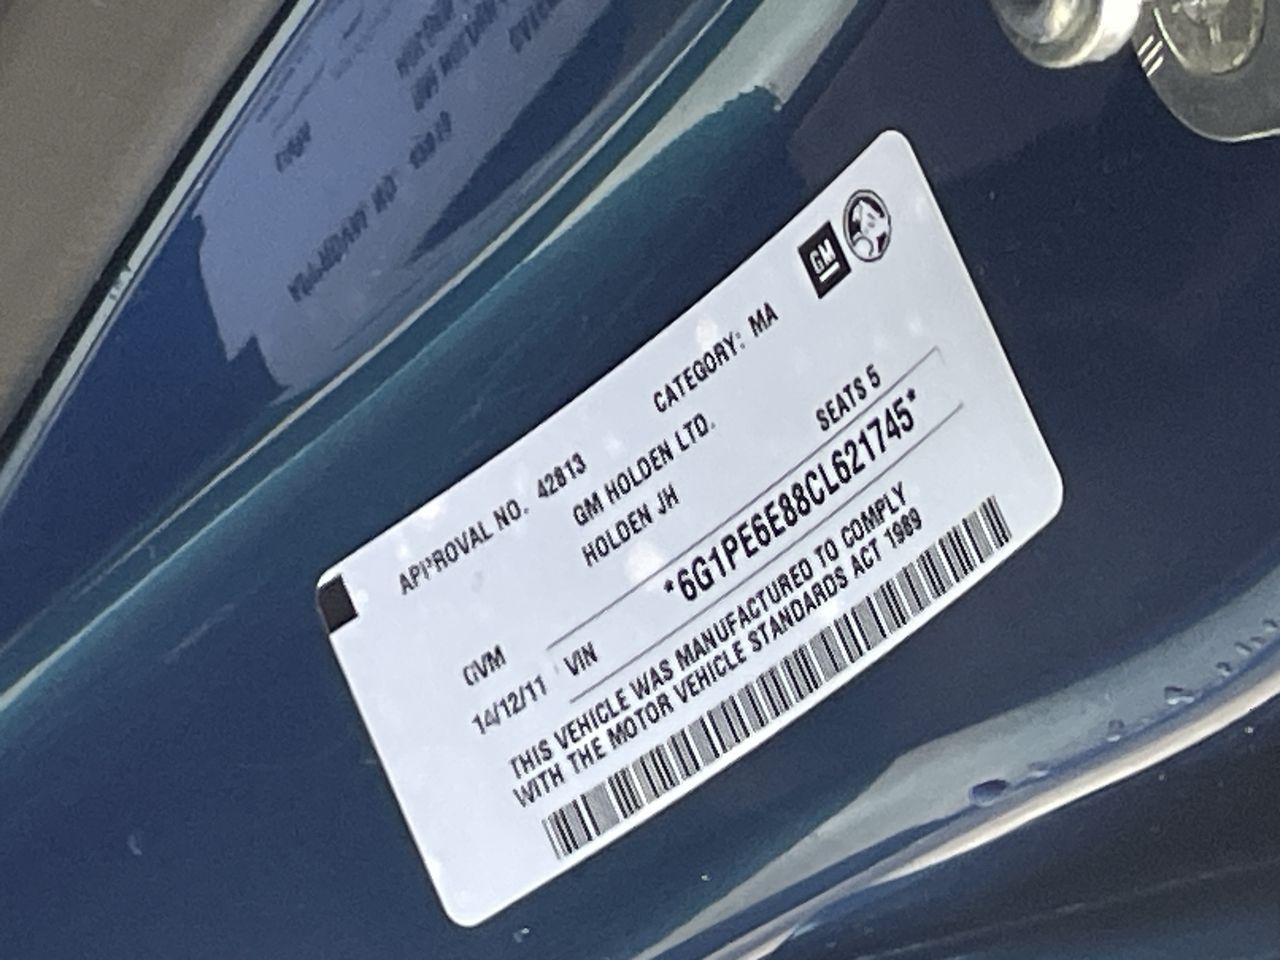 GM
APPROVAL NO. 42813 CATEGORY: MA
GM HOLDEN LTD.
HOLDEN JH
GVM SEATS 5
14/12/11 VIN *6G1PE6E88CL621745*
THIS VEHICLE WAS MANUFACTURED TO COMPLY
WITH THE MOTOR VEHICLE STANDARDS ACT 1989